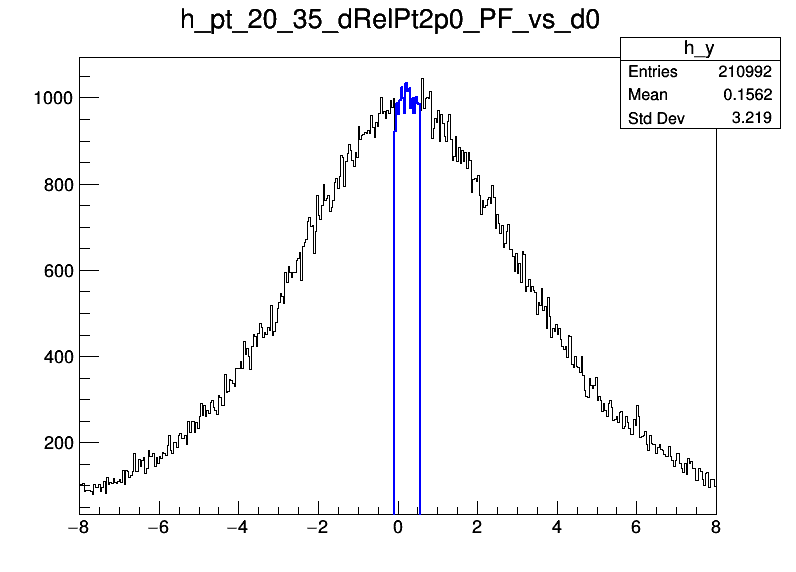 h_pt_20_35_dRelPt2p0_PF_vs_d0
h_y
Entries 210992
Mean 0.1562
Std Dev 3.219
1000
800
600
400
200
−8 −6 −4 −2 0 2 4 6 8